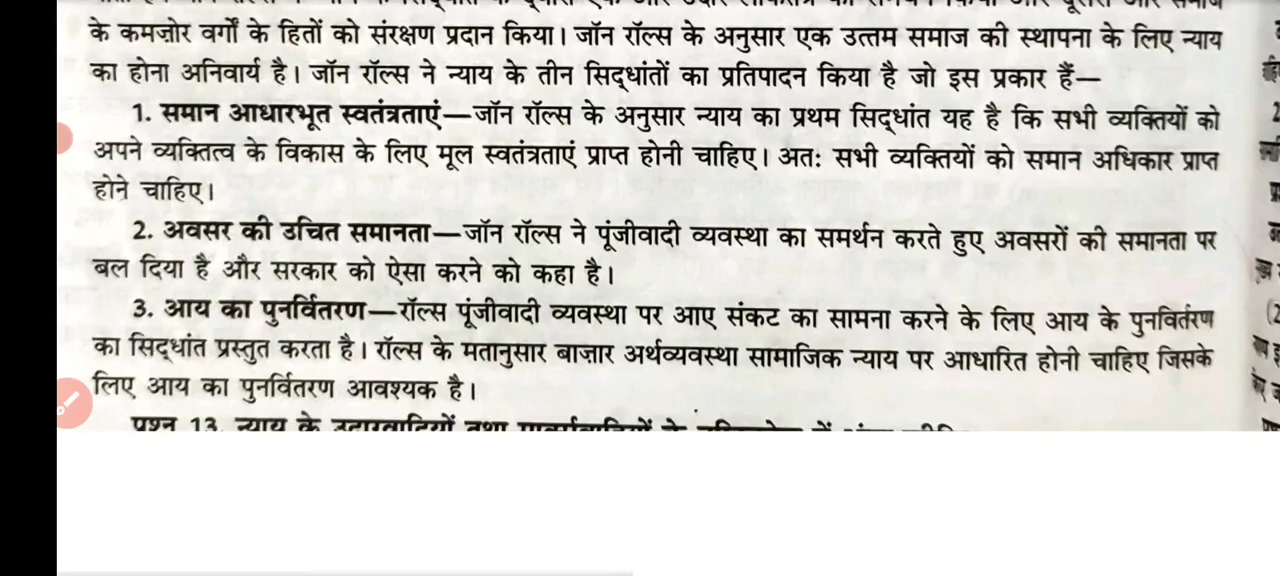 के कमज़ोर वर्गों के हितों को संरक्षण प्रदान किया। जॉन रॉल्स के अनुसार एक उत्तम समाज की स्थापना के लिए न्याय
का होना अनिवार्य है। जॉन रॉल्स ने न्याय के तीन सिद्धांतों का प्रतिपादन किया है जो इस प्रकार हैं—
1. समान आधारभूत स्वतंत्रताएं—जॉन रॉल्स के अनुसार न्याय का प्रथम सिद्धांत यह है कि सभी व्यक्तियों को
अपने व्यक्तित्व के विकास के लिए मूल स्वतंत्रताएं प्राप्त होनी चाहिए। अतः सभी व्यक्तियों को समान अधिकार प्राप्त
होने चाहिए।
2. अवसर की उचित समानता—जॉन रॉल्स ने पूंजीवादी व्यवस्था का समर्थन करते हुए अवसरों की समानता पर
बल दिया है और सरकार को ऐसा करने को कहा है।
3. आय का पुनर्वितरण—रॉल्स पूंजीवादी व्यवस्था पर आए संकट का सामना करने के लिए आय के पुनर्वितरण
का सिद्धांत प्रस्तुत करता है। रॉल्स के मतानुसार बाज़ार अर्थव्यवस्था सामाजिक न्याय पर आधारित होनी चाहिए जिसके
लिए आय का पुनर्वितरण आवश्यक है।
प्रश्न 13. न्याय के उदारवादियों तथा